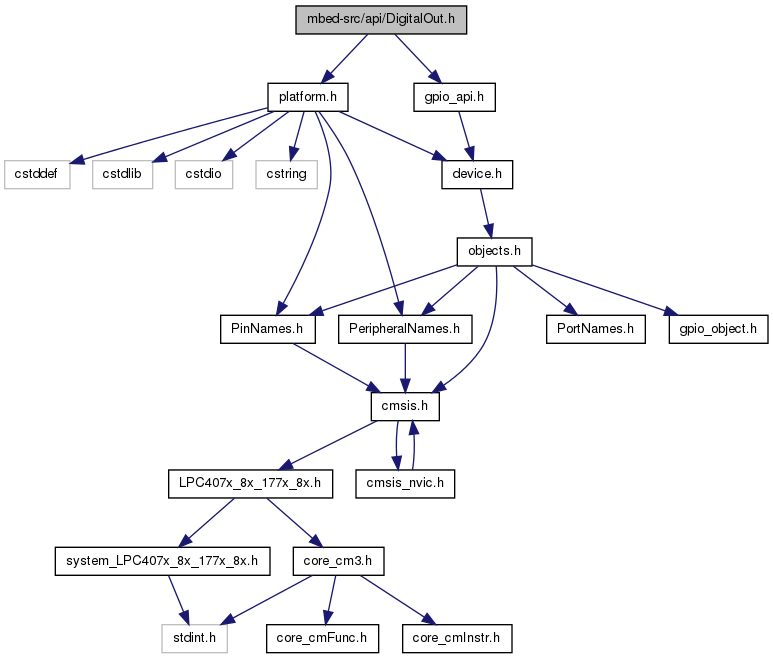 mbed-src/api/DigitalOut.h
platform.h
gpio_api.h
cstddef
cstdlib
cstdio
cstring
device.h
objects.h
PinNames.h
PeripheralNames.h
PortNames.h
gpio_object.h
cmsis.h
LPC407x_8x_177x_8x.h
cmsis_nvic.h
system_LPC407x_8x_177x_8x.h
core_cm3.h
stdint.h
core_cmFunc.h
core_cmInstr.h